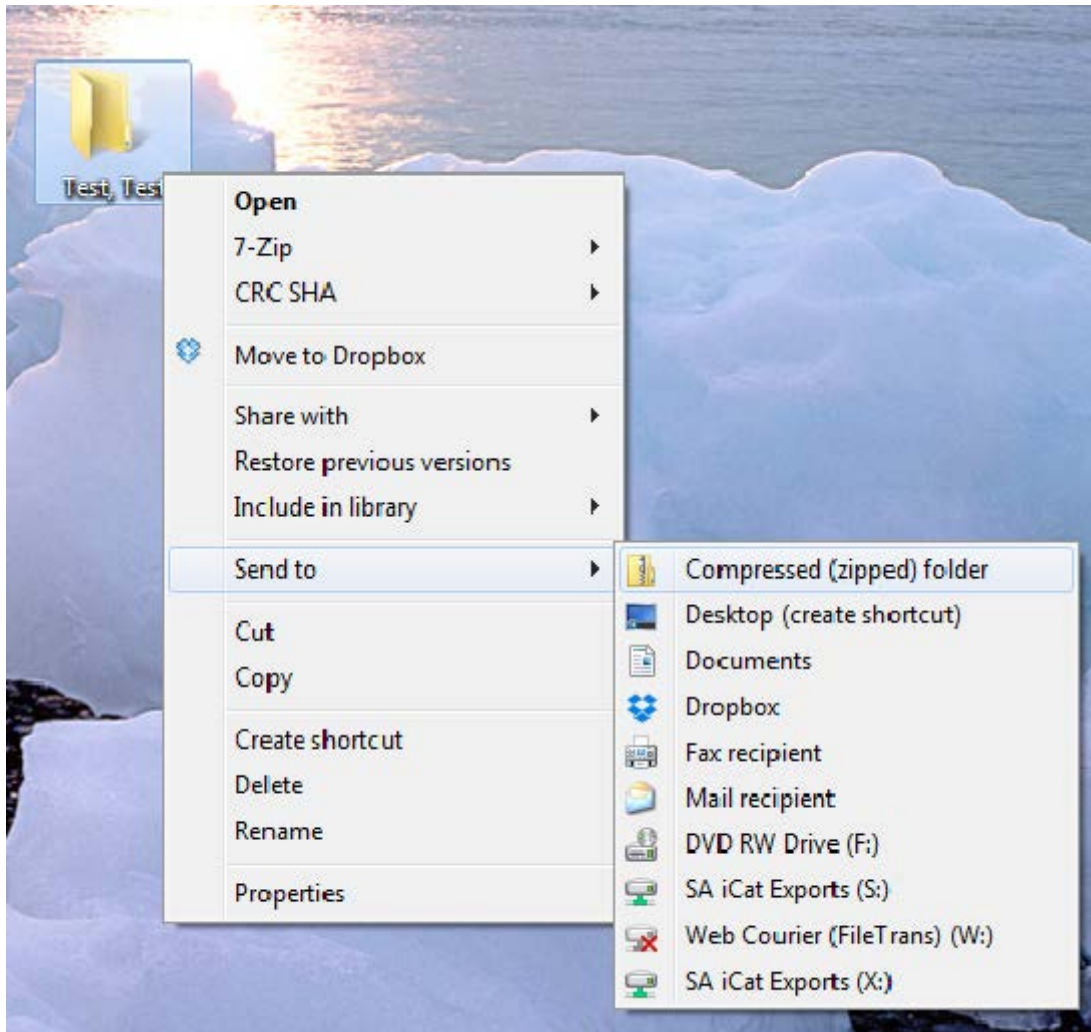 Test, Test
Open
7-Zip
CRC SHA
Move to Dropbox
Share with
Restore previous versions
Include in library
Send to
Cut
Copy
Create shortcut
Delete
Rename
Properties
Compressed (zipped) folder
Desktop (create shortcut)
Documents
Dropbox
Fax recipient
Mail recipient
DVD RW Drive (F:)
SA iCat Exports (S:)
Web Courier (FileTrans) (W:)
SA iCat Exports (X:)